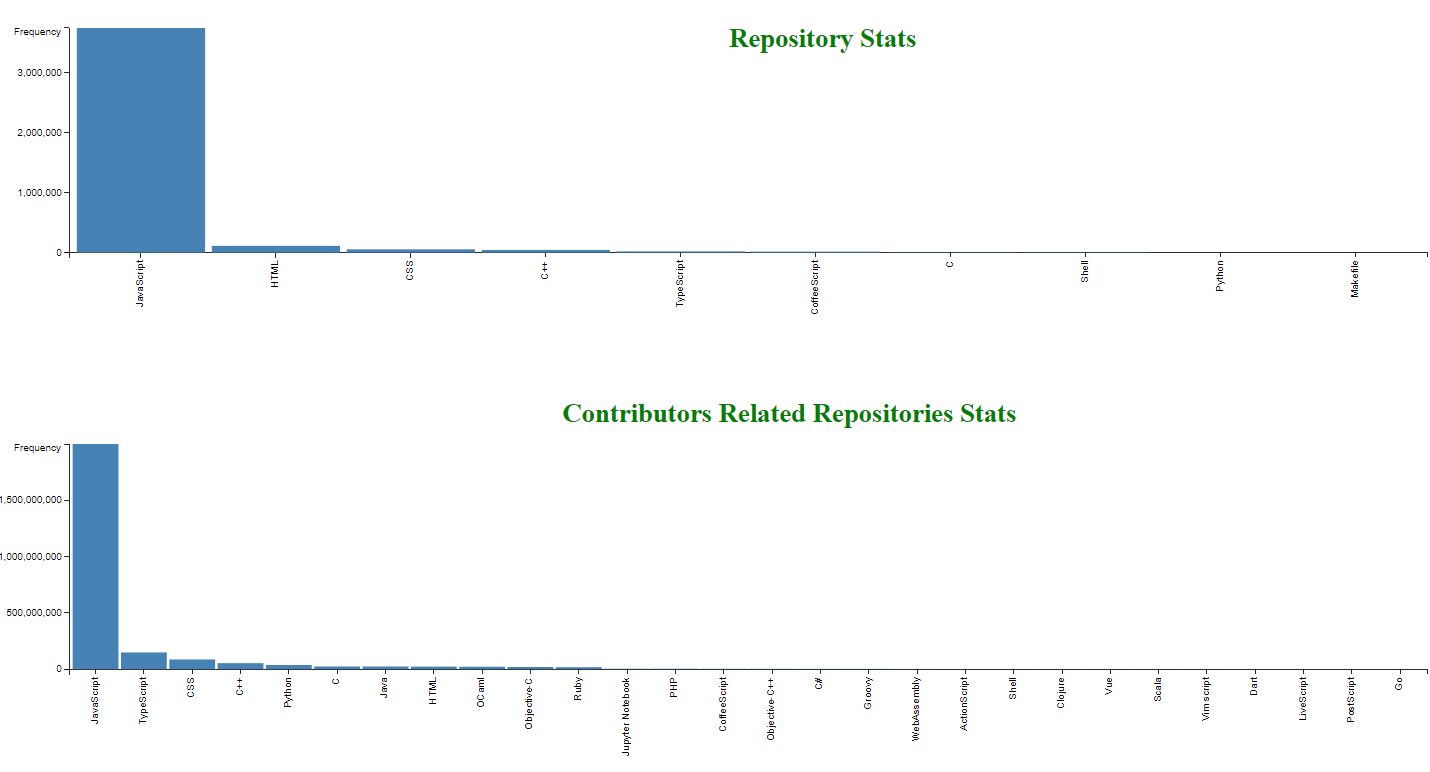 Repository Stats
Frequency
3,000,000
2,000,000
1,000,000
0
JavaScript
HTML
CSS
C++
TypeScript
CoffeeScript
C
Shell
Python
Makefile
Contributors Related Repositories Stats
Frequency
1,500,000,000
1,000,000,000
500,000,000
0
JavaScript
TypeScript
CSS
C++
Python
C
Java
HTML
OCaml
Objective-C
Ruby
Jupyter Notebook
PHP
CoffeeScript
Objective-C++
C#
Groovy
WebAssembly
ActionScript
Shell
Clojure
Vue
Scala
Vim script
Dart
LiveScript
PostScript
Go